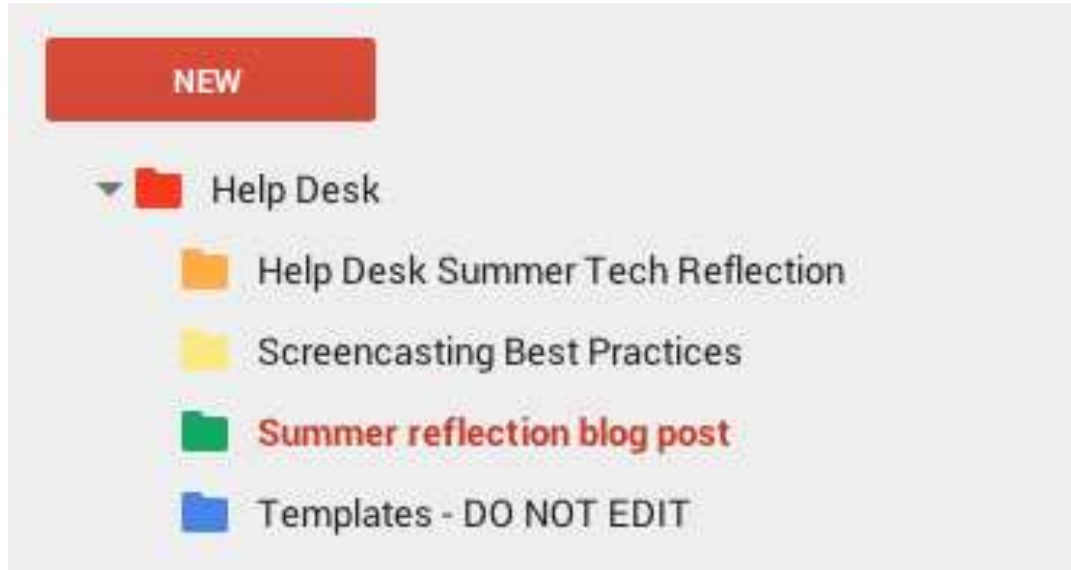 NEW
Help Desk
Help Desk Summer Tech Reflection
Screencasting Best Practices
Summer reflection blog post
Templates - DO NOT EDIT